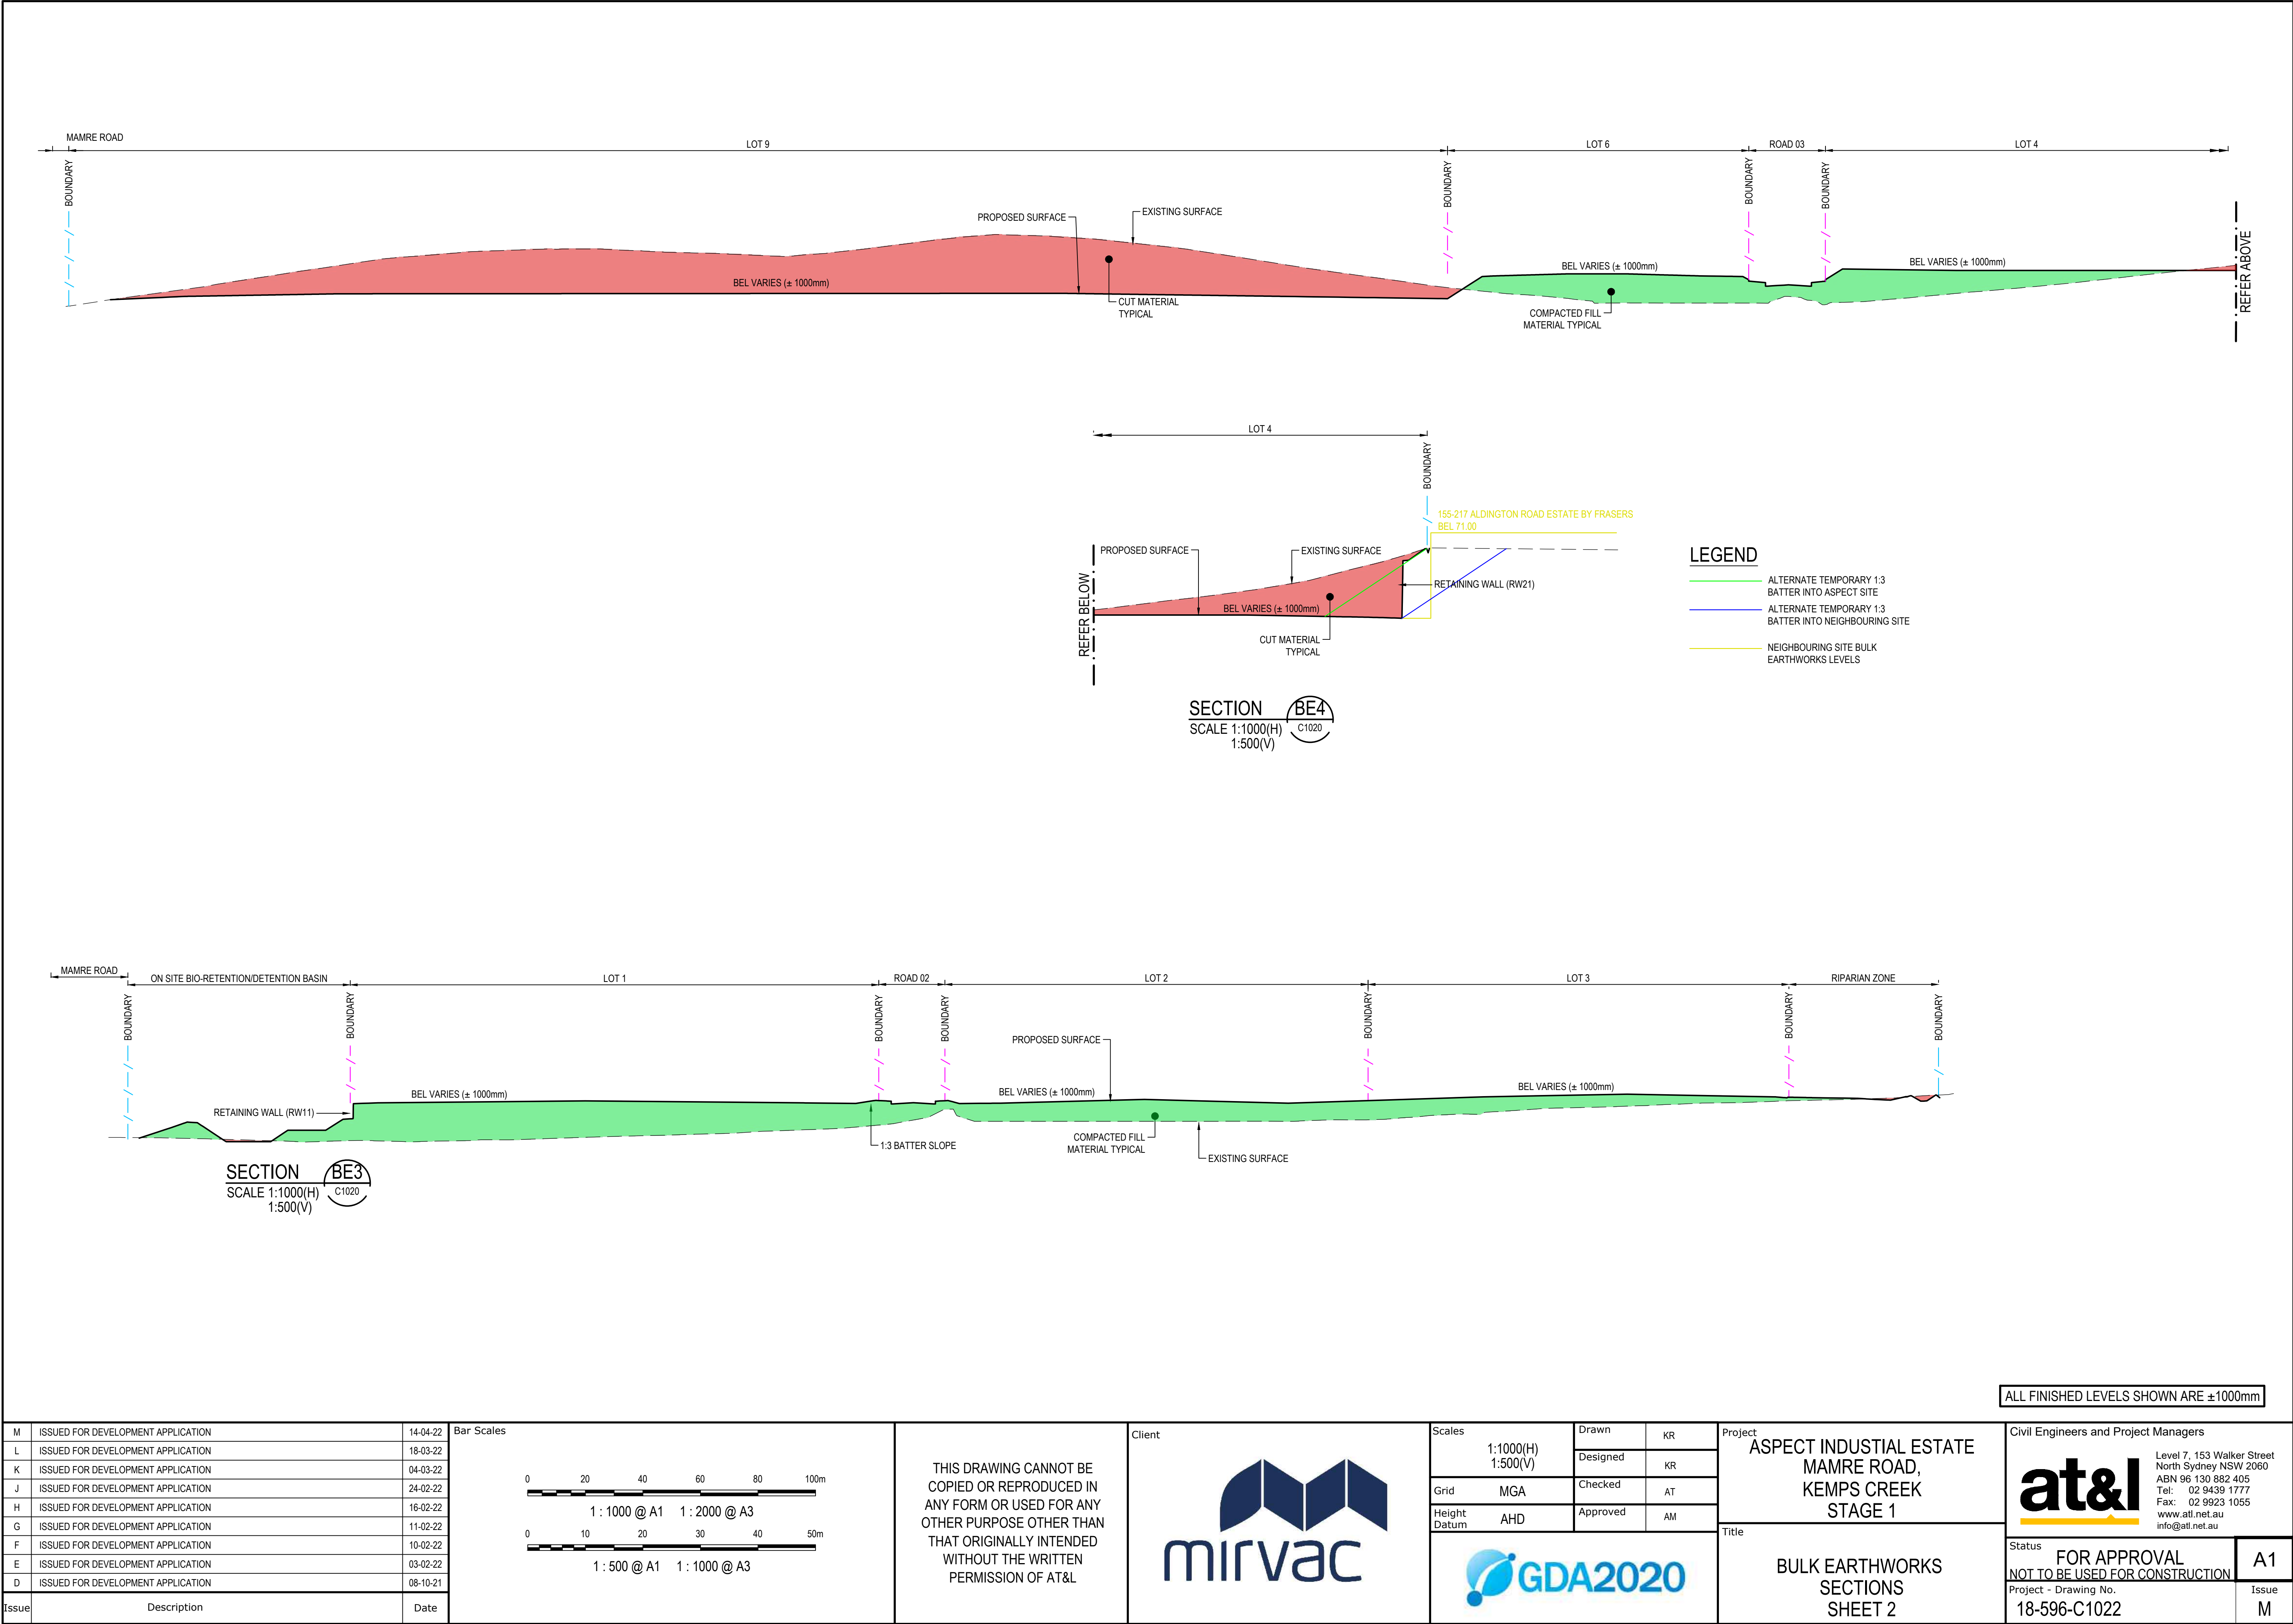 MAMRE ROAD
LOT 9
LOT 6
ROAD 03
LOT 4
BOUNDARY
BOUNDARY
BOUNDARY
BOUNDARY
PROPOSED SURFACE
EXISTING SURFACE
BEL VARIES (± 1000mm)
CUT MATERIAL
TYPICAL
BEL VARIES (± 1000mm)
COMPACTED FILL
MATERIAL TYPICAL
BEL VARIES (± 1000mm)
REFER ABOVE
LOT 4
BOUNDARY
155-217 ALDINGTON ROAD ESTATE BY FRASERS
BEL 71.00
PROPOSED SURFACE
EXISTING SURFACE
RETAINING WALL (RW21)
BEL VARIES (± 1000mm)
CUT MATERIAL
TYPICAL
REFER BELOW
SECTION BE4
SCALE 1:1000(H) C1020
1:500(V)
LEGEND
ALTERNATE TEMPORARY 1:3
BATTER INTO ASPECT SITE
ALTERNATE TEMPORARY 1:3
BATTER INTO NEIGHBOURING SITE
NEIGHBOURING SITE BULK
EARTHWORKS LEVELS
MAMRE ROAD
ON SITE BIO-RETENTION/DETENTION BASIN
LOT 1
ROAD 02
LOT 2
LOT 3
RIPARIAN ZONE
BOUNDARY
BOUNDARY
BOUNDARY
BOUNDARY
BOUNDARY
BOUNDARY
BOUNDARY
RETAINING WALL (RW11)
BEL VARIES (± 1000mm)
1:3 BATTER SLOPE
PROPOSED SURFACE
BEL VARIES (± 1000mm)
COMPACTED FILL
MATERIAL TYPICAL
EXISTING SURFACE
BEL VARIES (± 1000mm)
SECTION BE3
SCALE 1:1000(H) C1020
1:500(V)
ALL FINISHED LEVELS SHOWN ARE ±1000mm
M ISSUED FOR DEVELOPMENT APPLICATION 14-04-22
L ISSUED FOR DEVELOPMENT APPLICATION 18-03-22
K ISSUED FOR DEVELOPMENT APPLICATION 04-03-22
J ISSUED FOR DEVELOPMENT APPLICATION 24-02-22
H ISSUED FOR DEVELOPMENT APPLICATION 16-02-22
G ISSUED FOR DEVELOPMENT APPLICATION 11-02-22
F ISSUED FOR DEVELOPMENT APPLICATION 10-02-22
E ISSUED FOR DEVELOPMENT APPLICATION 03-02-22
D ISSUED FOR DEVELOPMENT APPLICATION 08-10-21
Issue Description Date
Bar Scales
0 20 40 60 80 100m
1 : 1000 @ A1 1 : 2000 @ A3
0 10 20 30 40 50m
1 : 500 @ A1 1 : 1000 @ A3
THIS DRAWING CANNOT BE
COPIED OR REPRODUCED IN
ANY FORM OR USED FOR ANY
OTHER PURPOSE OTHER THAN
THAT ORIGINALLY INTENDED
WITHOUT THE WRITTEN
PERMISSION OF AT&L
Client
mirvac
Scales
1:1000(H)
1:500(V)
Grid MGA
Height
Datum AHD
Drawn KR
Designed KR
Checked AT
Approved AM
GDA2020
Project
ASPECT INDUSTIAL ESTATE
MAMRE ROAD,
KEMPS CREEK
STAGE 1
Title
BULK EARTHWORKS
SECTIONS
SHEET 2
Civil Engineers and Project Managers
at&l
Level 7, 153 Walker Street
North Sydney NSW 2060
ABN 96 130 882 405
Tel: 02 9439 1777
Fax: 02 9923 1055
www.atl.net.au
info@atl.net.au
Status
FOR APPROVAL
NOT TO BE USED FOR CONSTRUCTION
A1
Project - Drawing No.
18-596-C1022
Issue
M